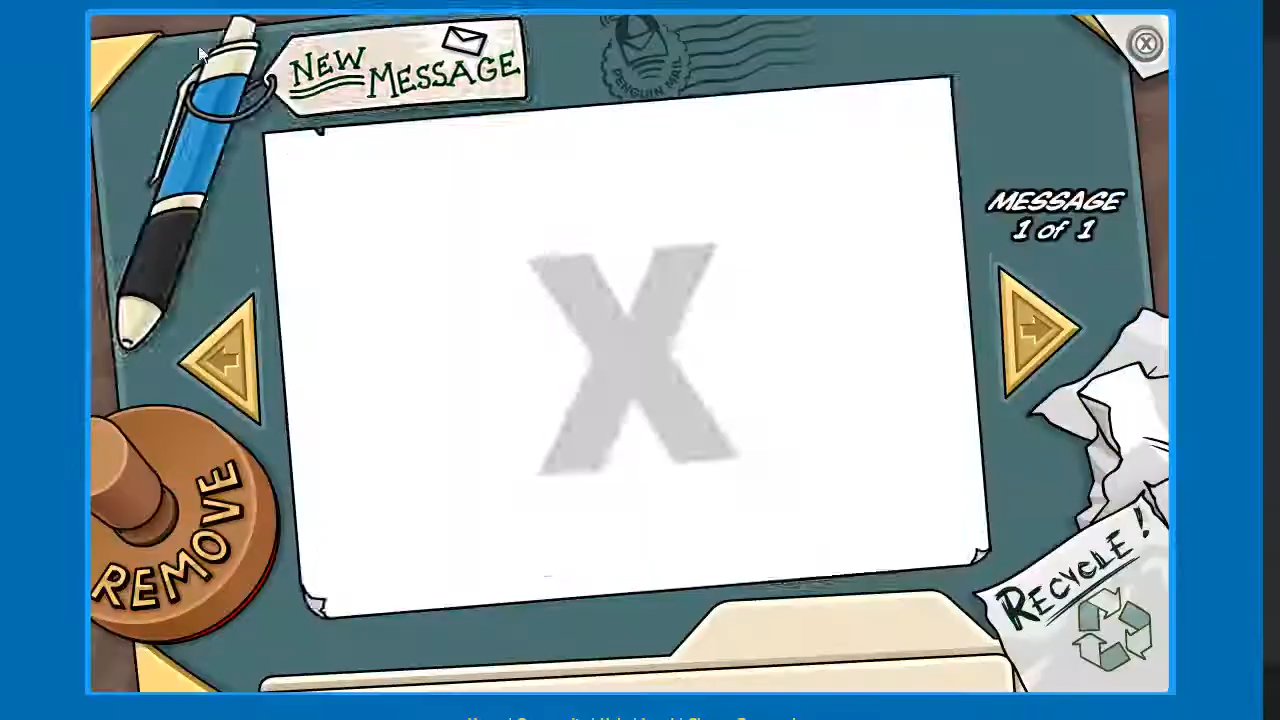 NEW
MESSAGE
PENGUIN MAIL
MESSAGE
1 of 1
X
REMOVE
RECYCLE!